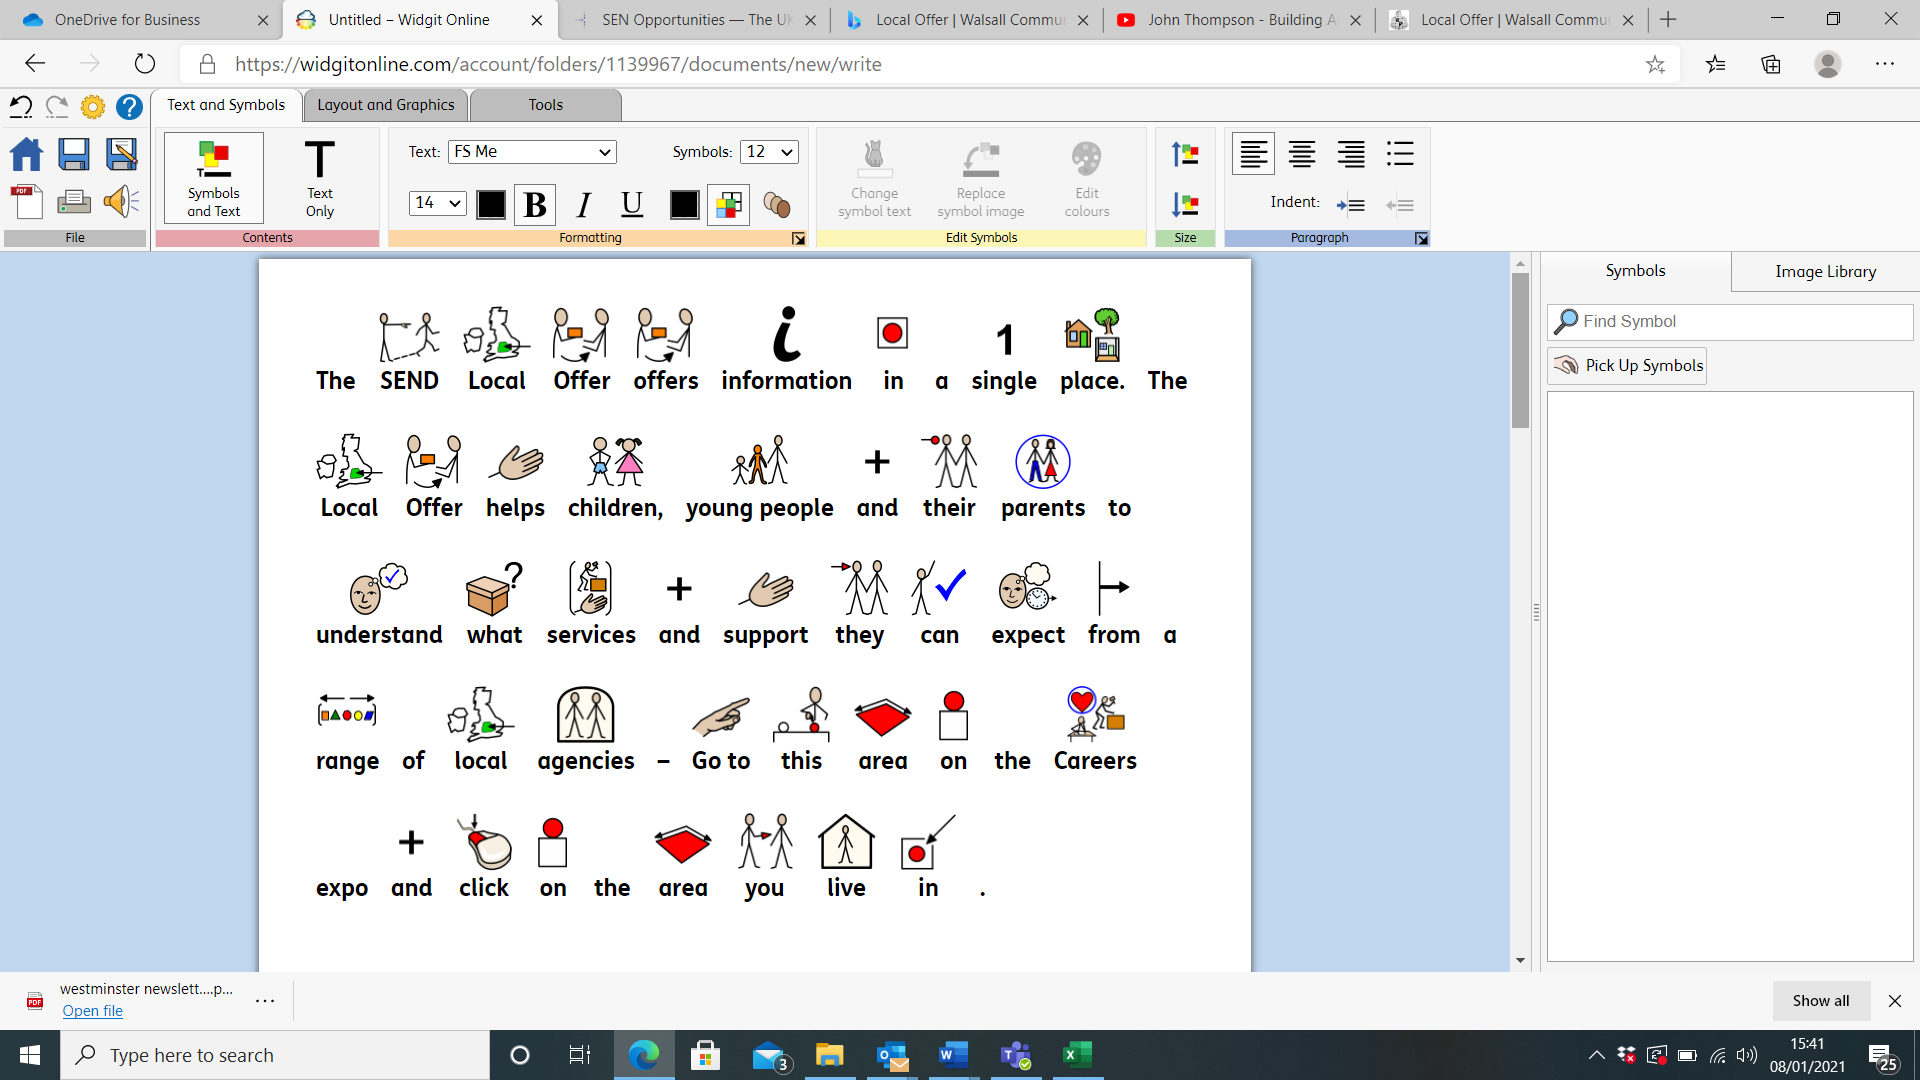 OneDrive for Business
Untitled – Widgit Online
SEN Opportunities — The UK
Local Offer | Walsall Commu
John Thompson - Building A
Local Offer | Walsall Commu
https://widgitonline.com/account/folders/1139967/documents/new/write
Text and Symbols
Layout and Graphics
Tools
Symbols and Text
Text Only
Text: FS Me
Symbols: 12
14
B I U
Change symbol text
Replace symbol image
Edit colours
Indent:
File
Contents
Formatting
Edit Symbols
Size
Paragraph
Symbols
Image Library
Find Symbol
Pick Up Symbols
1
The SEND Local Offer offers information in a single place. The
Local Offer helps children, young people and their parents to
understand what services and support they can expect from a
range of local agencies – Go to this area on the Careers
expo and click on the area you live in .
westminster newslett....p...
Open file
Show all
Type here to search
3
15:41
08/01/2021
25